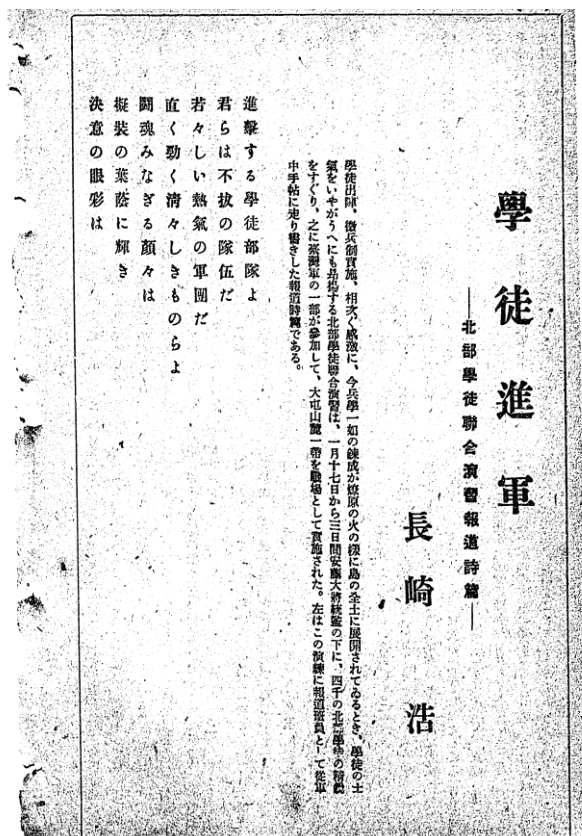 學徒進軍
——北部學徒聯合演習報道詩篇——
長崎浩
學徒出陣、徵兵制實施、相次ぐ感激に、今兵學一如の鍊成が燎原の火の樣に島の全土に展開されてゐるとき、學徒の士
氣をいやがうへにも昂揚する北部學徒聯合演習は、一月十七日から三日間安藤大將統監の下に、四千の北部學徒の精銳
をすぐり、之に臺灣軍の一部が參加して、大屯山麓一帶を戰場として實施された。左はこの演練に報道班員として從軍
中手帖に走り書きした報道詩篇である。
進擊する學徒部隊よ
君らは不拔の隊伍だ
若々しい熱氣の軍團だ
直く勁く淸々しきものらよ
鬪魂みなぎる顏々は
擬裝の葉蔭に輝き
決意の眼彩は